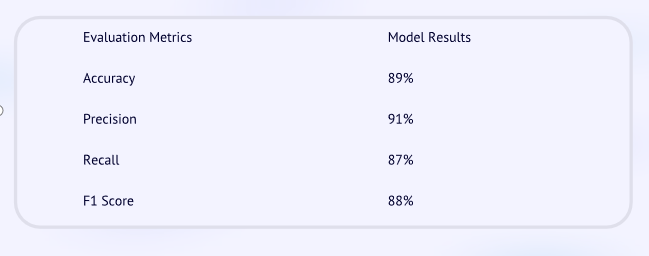 Evaluation Metrics Model Results
Accuracy 89%
Precision 91%
Recall 87%
F1 Score 88%